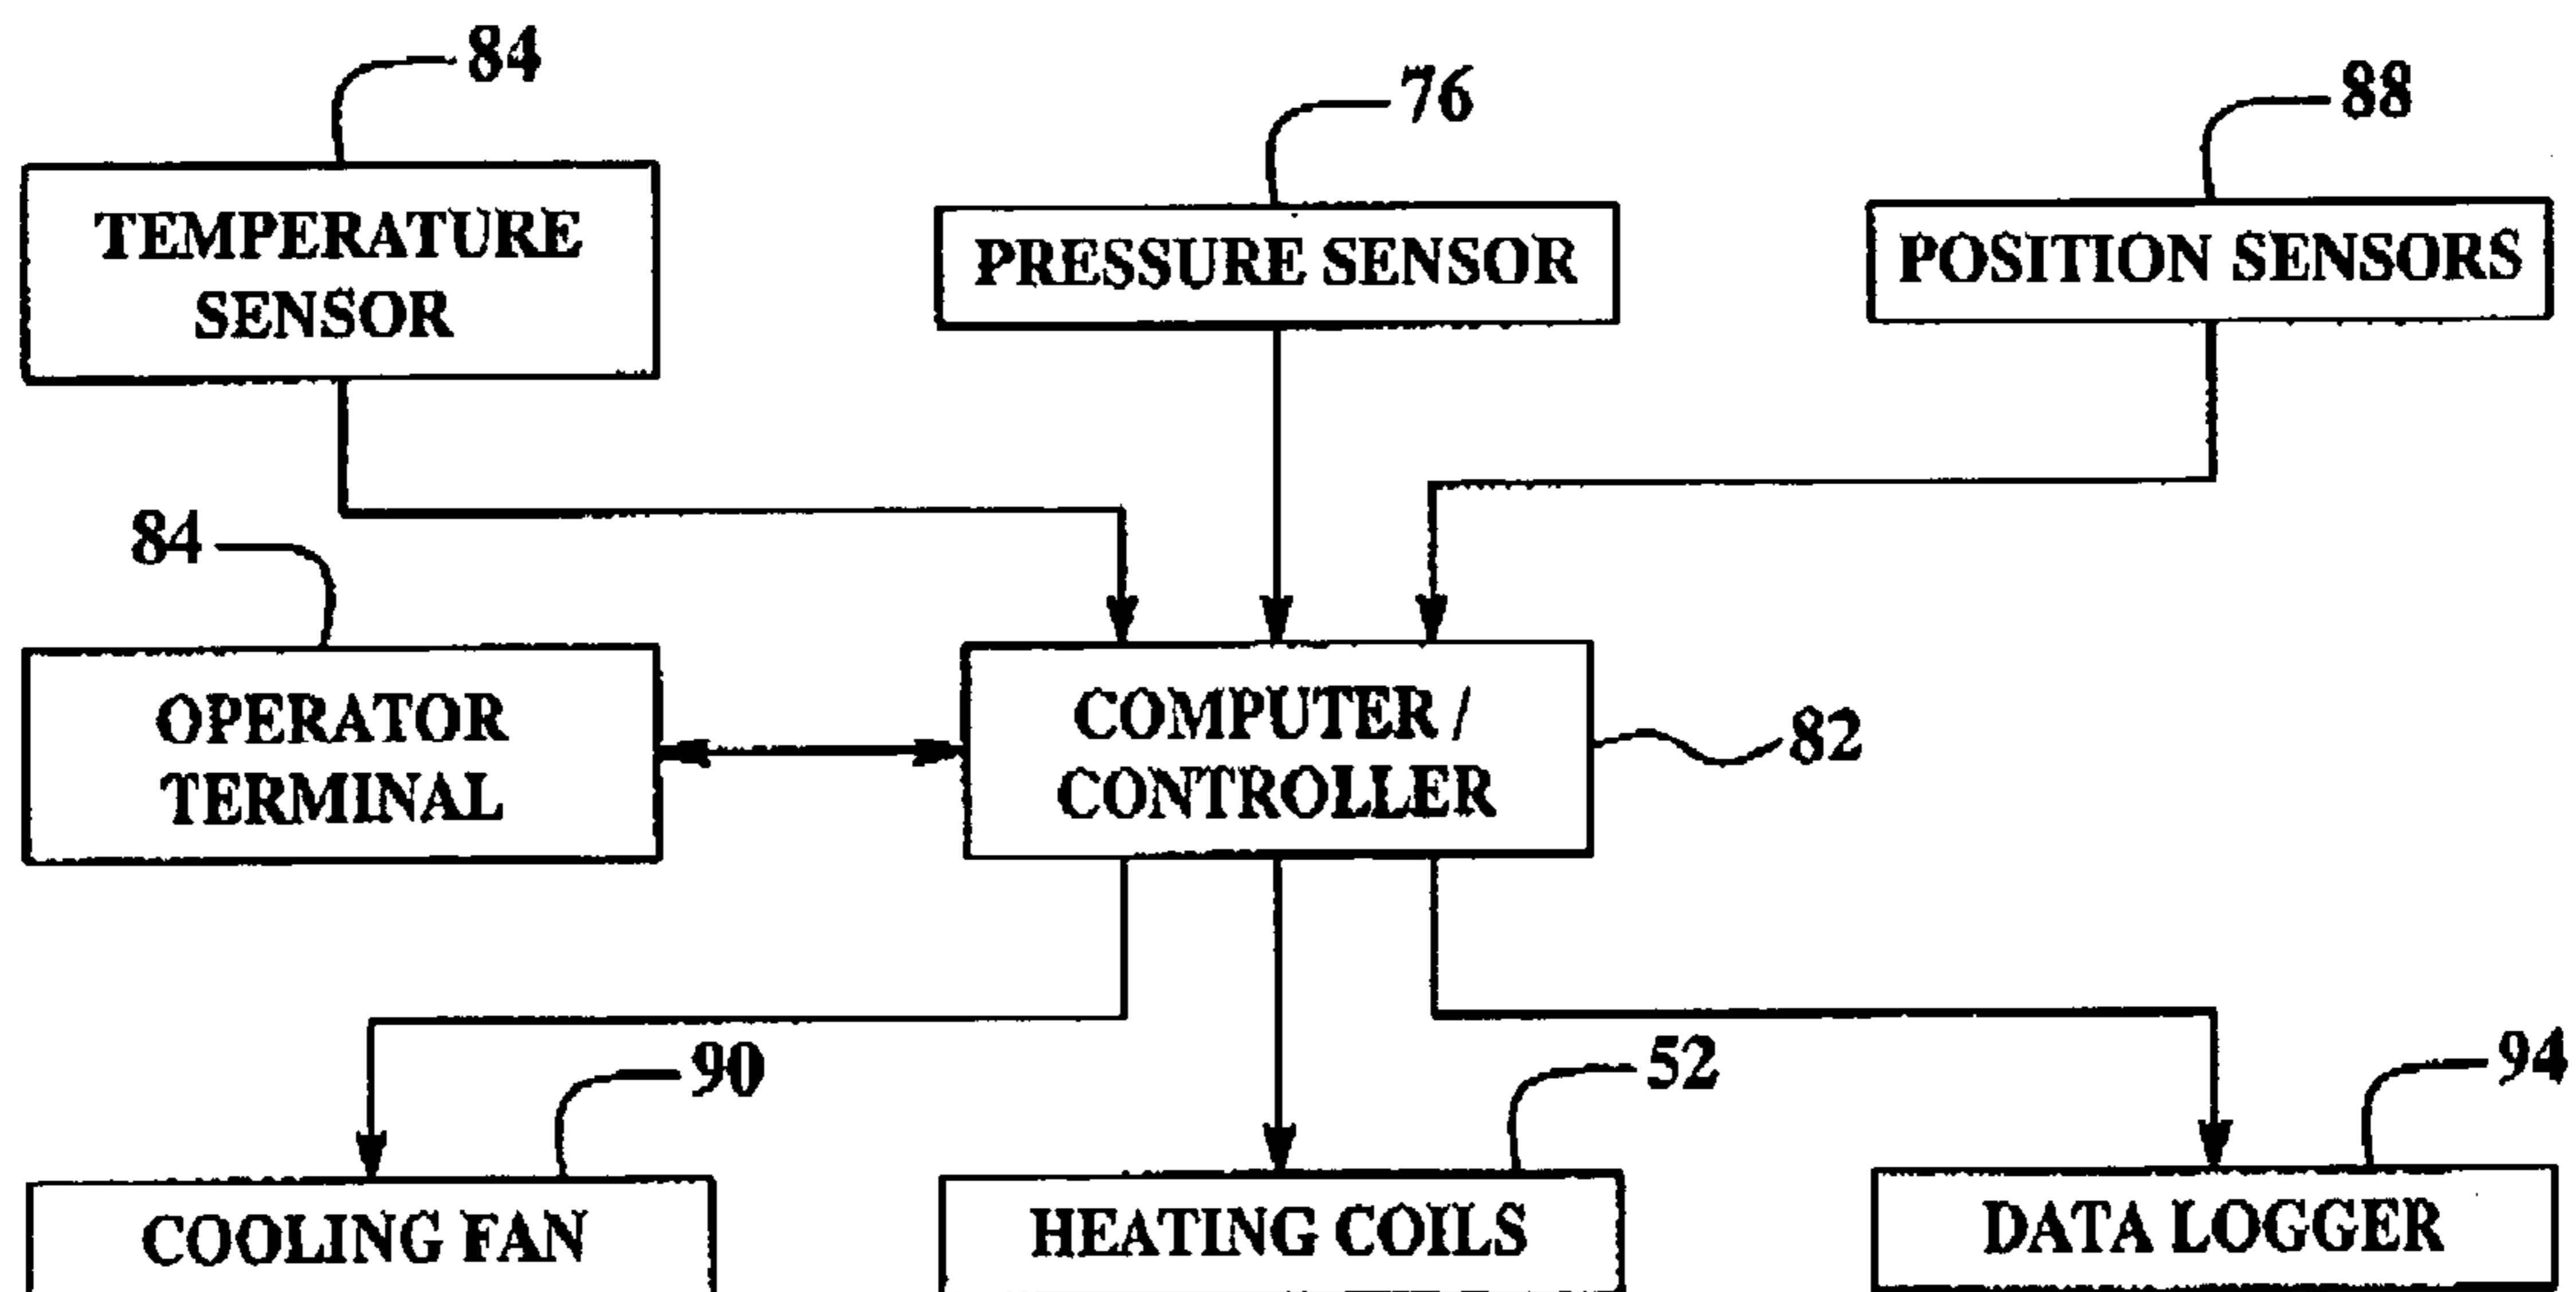 84
76
88
TEMPERATURE
SENSOR
PRESSURE SENSOR
POSITION SENSORS
84
OPERATOR
TERMINAL
COMPUTER /
CONTROLLER
82
90
52
94
COOLING FAN
HEATING COILS
DATA LOGGER